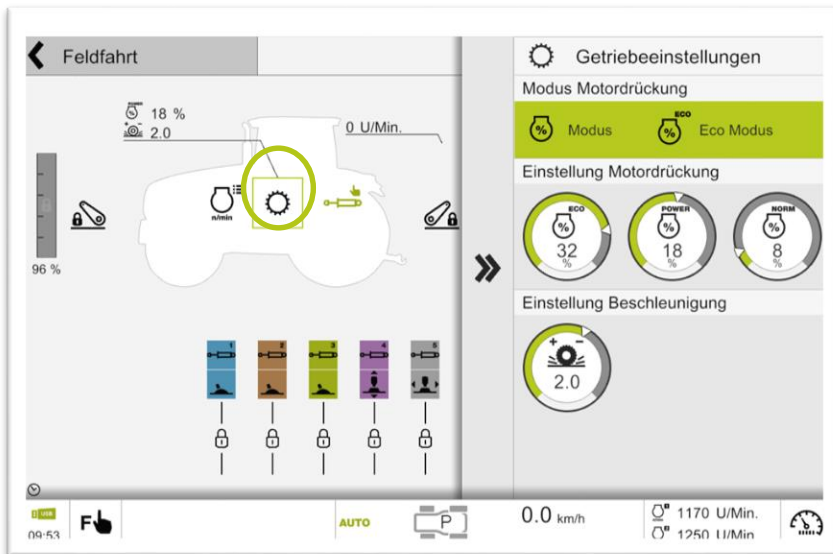 Feldfahrt
POWER
18 %
2.0
0 U/Min.
n/min
96 %
1 2 3 4 5
USB
09:53
F
AUTO
P
0.0 km/h
1170 U/Min.
1250 U/Min.
Getriebeeinstellungen
Modus Motordrückung
% Modus
ECO
% Eco Modus
Einstellung Motordrückung
ECO POWER NORM
% % %
32 18 8
% % %
Einstellung Beschleunigung
+ −
2.0